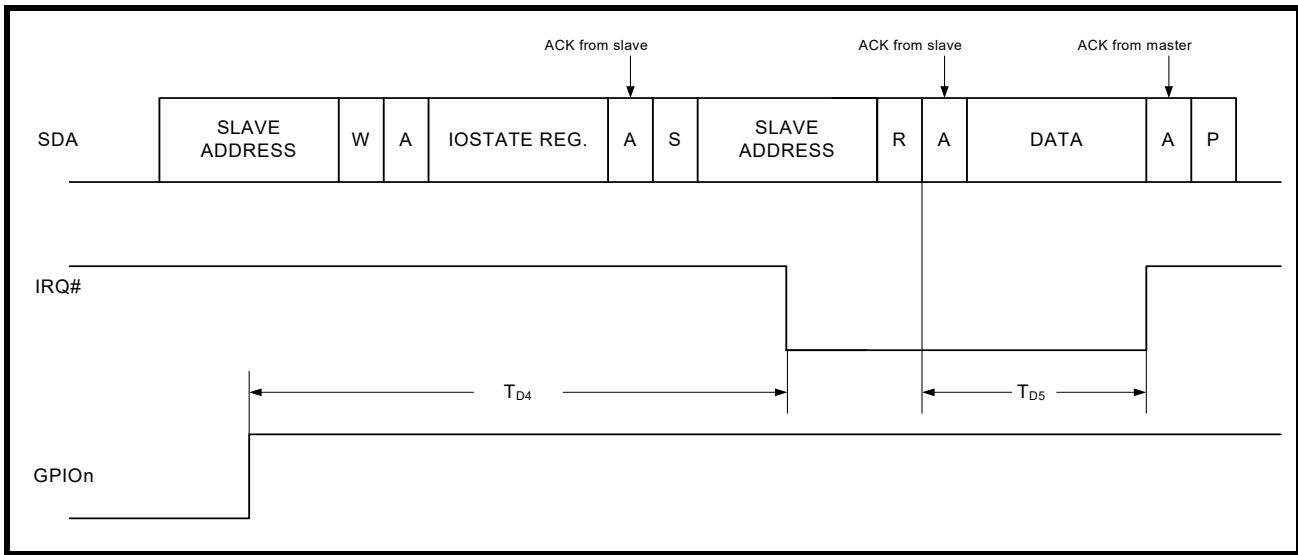 ACK from slave
ACK from slave
ACK from master
SDA
SLAVE
ADDRESS
W
A
IOSTATE REG.
A
S
SLAVE
ADDRESS
R
A
DATA
A
P
IRQ#
TD4
TD5
GPIOn